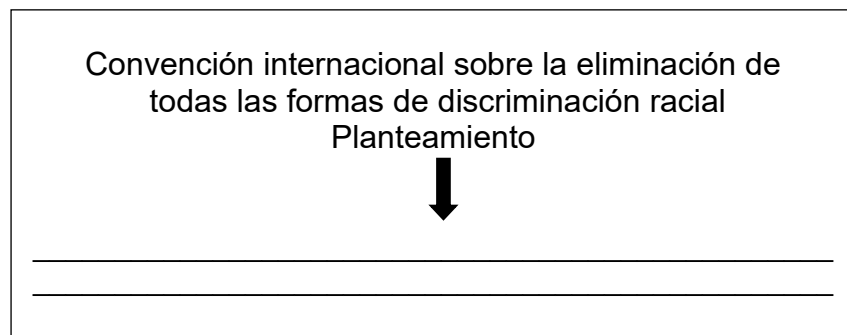 Convención internacional sobre la eliminación de
todas las formas de discriminación racial
Planteamiento